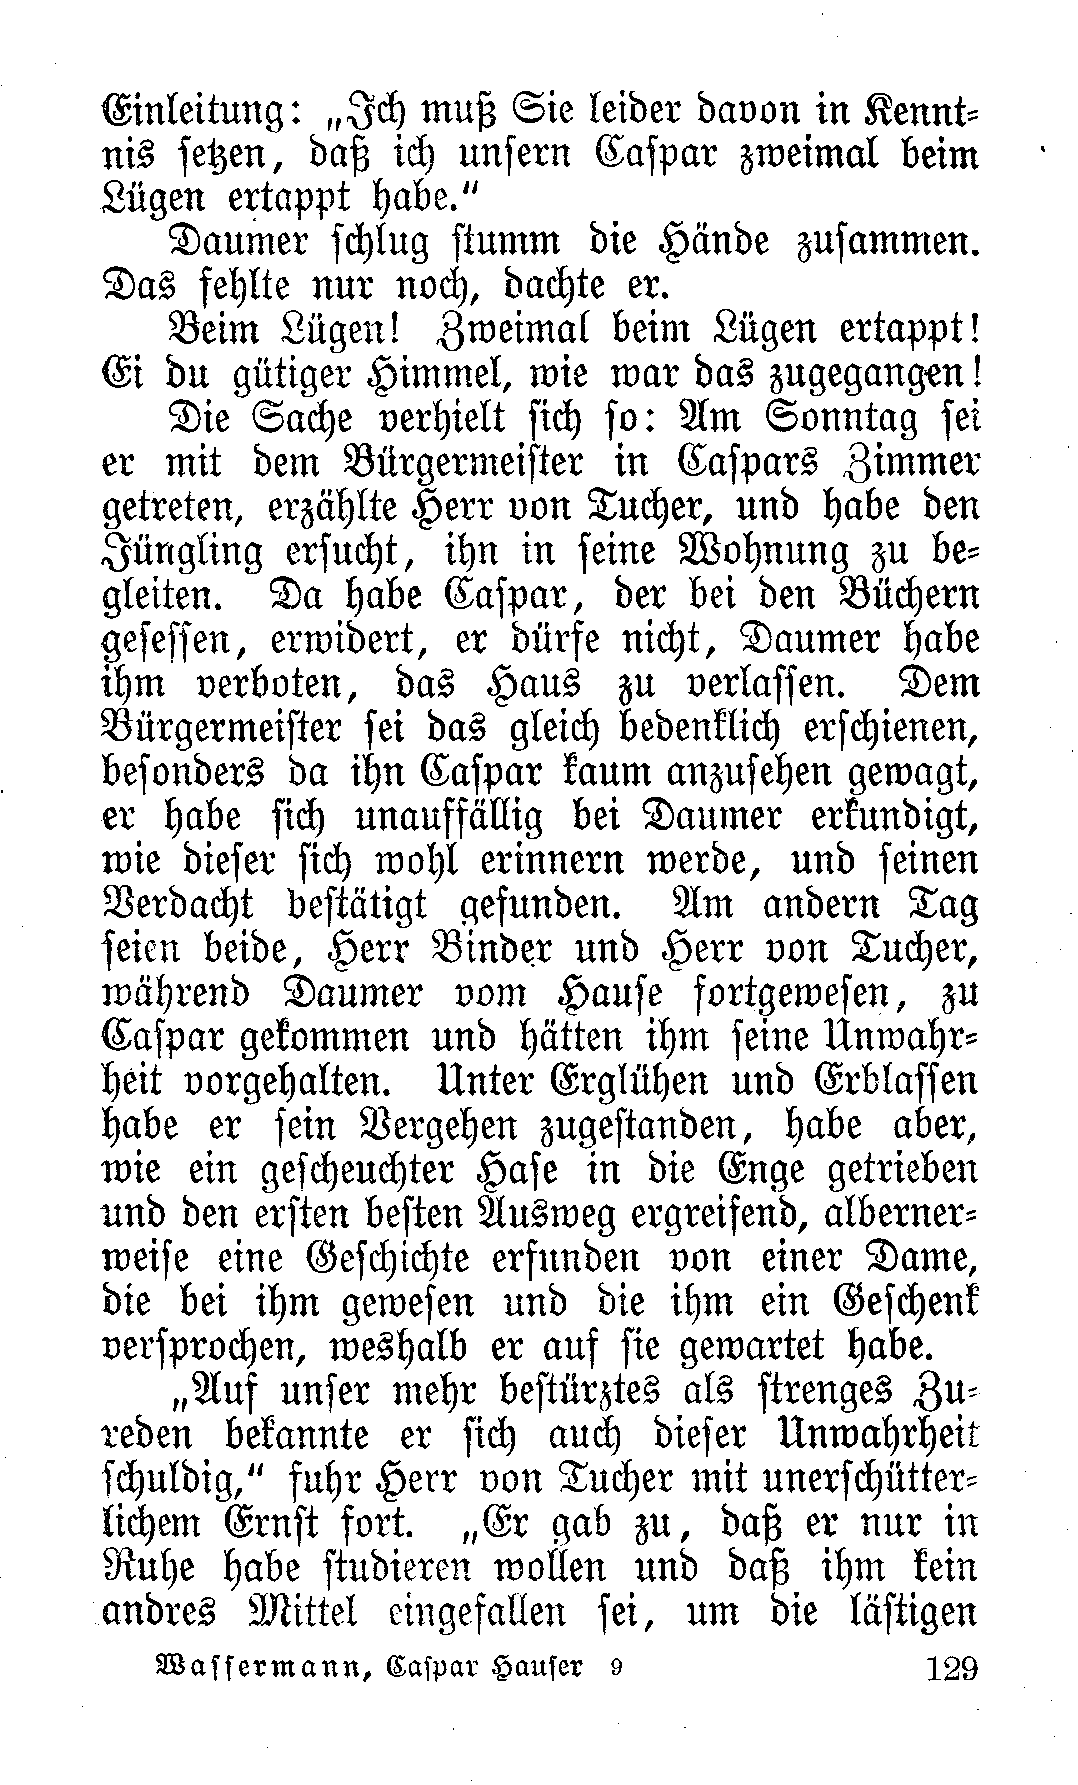 Einleitung: „Ich muß Sie leider davon in Kennt-
nis setzen, daß ich unsern Caspar zweimal beim
Lügen ertappt habe."
Daumer schlug stumm die Hände zusammen.
Das fehlte nur noch, dachte er.
Beim Lügen! Zweimal beim Lügen ertappt!
Ei du gütiger Himmel, wie war das zugegangen!
Die Sache verhielt sich so: Am Sonntag sei
er mit dem Bürgermeister in Caspars Zimmer
getreten, erzählte Herr von Tucher, und habe den
Jüngling ersucht, ihn in seine Wohnung zu be-
gleiten. Da habe Caspar, der bei den Büchern
gesessen, erwidert, er dürfe nicht, Daumer habe
ihm verboten, das Haus zu verlassen. Dem
Bürgermeister sei das gleich bedenklich erschienen,
besonders da ihn Caspar kaum anzusehen gewagt,
er habe sich unauffällig bei Daumer erkundigt,
wie dieser sich wohl erinnern werde, und seinen
Verdacht bestätigt gefunden. Am andern Tag
seien beide, Herr Binder und Herr von Tucher,
während Daumer vom Hause fortgewesen, zu
Caspar gekommen und hätten ihm seine Unwahr-
heit vorgehalten. Unter Erglühen und Erblassen
habe er sein Vergehen zugestanden, habe aber,
wie ein gescheuchter Hase in die Enge getrieben
und den ersten besten Ausweg ergreifend, alberner-
weise eine Geschichte erfunden von einer Dame,
die bei ihm gewesen und die ihm ein Geschenk
versprochen, weshalb er auf sie gewartet habe.
„Auf unser mehr bestürztes als strenges Zu-
reden bekannte er sich auch dieser Unwahrheit
schuldig," fuhr Herr von Tucher mit unerschütter-
lichem Ernst fort. „Er gab zu, daß er nur in
Ruhe habe studieren wollen und daß ihm kein
andres Mittel eingefallen sei, um die lästigen
Wassermann, Caspar Hauser 9 129